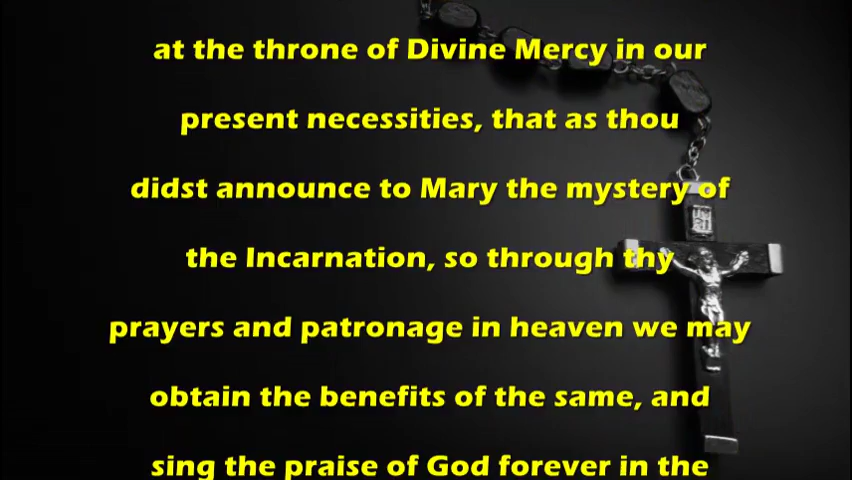 at the throne of Divine Mercy in our
present necessities, that as thou
didst announce to Mary the mystery of
the Incarnation, so through thy
prayers and patronage in heaven we may
obtain the benefits of the same, and
sing the praise of God forever in the